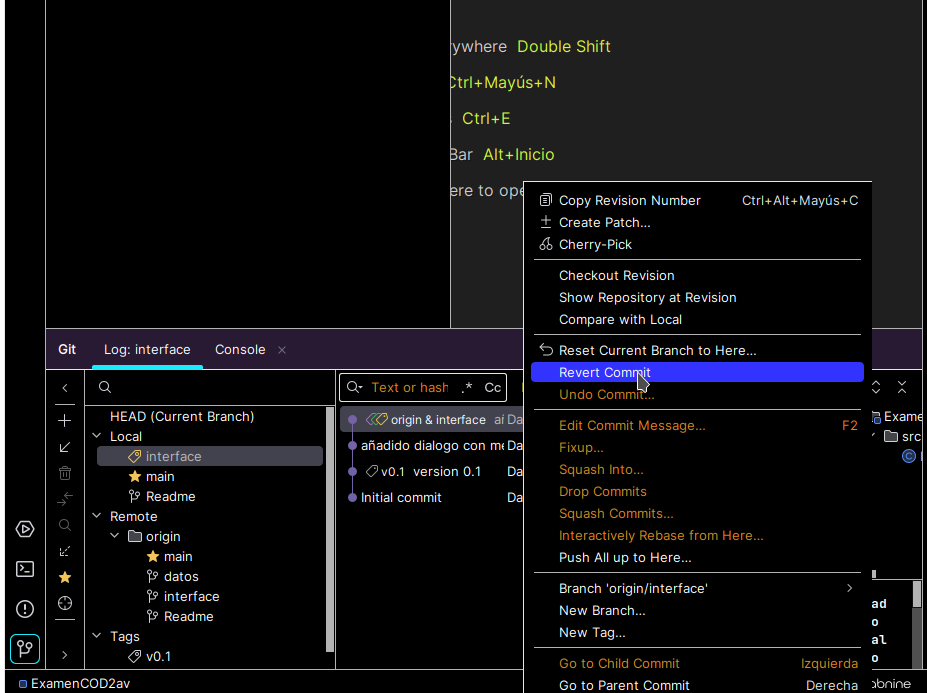 ywhere Double Shift
Ctrl+Mayús+N
Ctrl+E
Bar Alt+Inicio
ere to ope
Copy Revision Number Ctrl+Alt+Mayús+C
Create Patch...
Cherry-Pick
Checkout Revision
Show Repository at Revision
Compare with Local
Reset Current Branch to Here...
Revert Commit
Undo Commit...
Edit Commit Message... F2
Fixup...
Squash Into...
Drop Commits
Squash Commits...
Interactively Rebase from Here...
Push All up to Here...
Branch 'origin/interface'
New Branch...
New Tag...
Go to Child Commit Izquierda
Go to Parent Commit Derecha
Git Log: interface Console
HEAD (Current Branch)
Local
interface
main
Readme
Remote
origin
main
datos
interface
Readme
Tags
v0.1
Text or hash .* Cc
origin & interface añ Da
añadido dialogo con me Da
v0.1 version 0.1 Da
Initial commit Da
Exame
src
C
ad
o
al
o
ExamenCOD2av
obnine